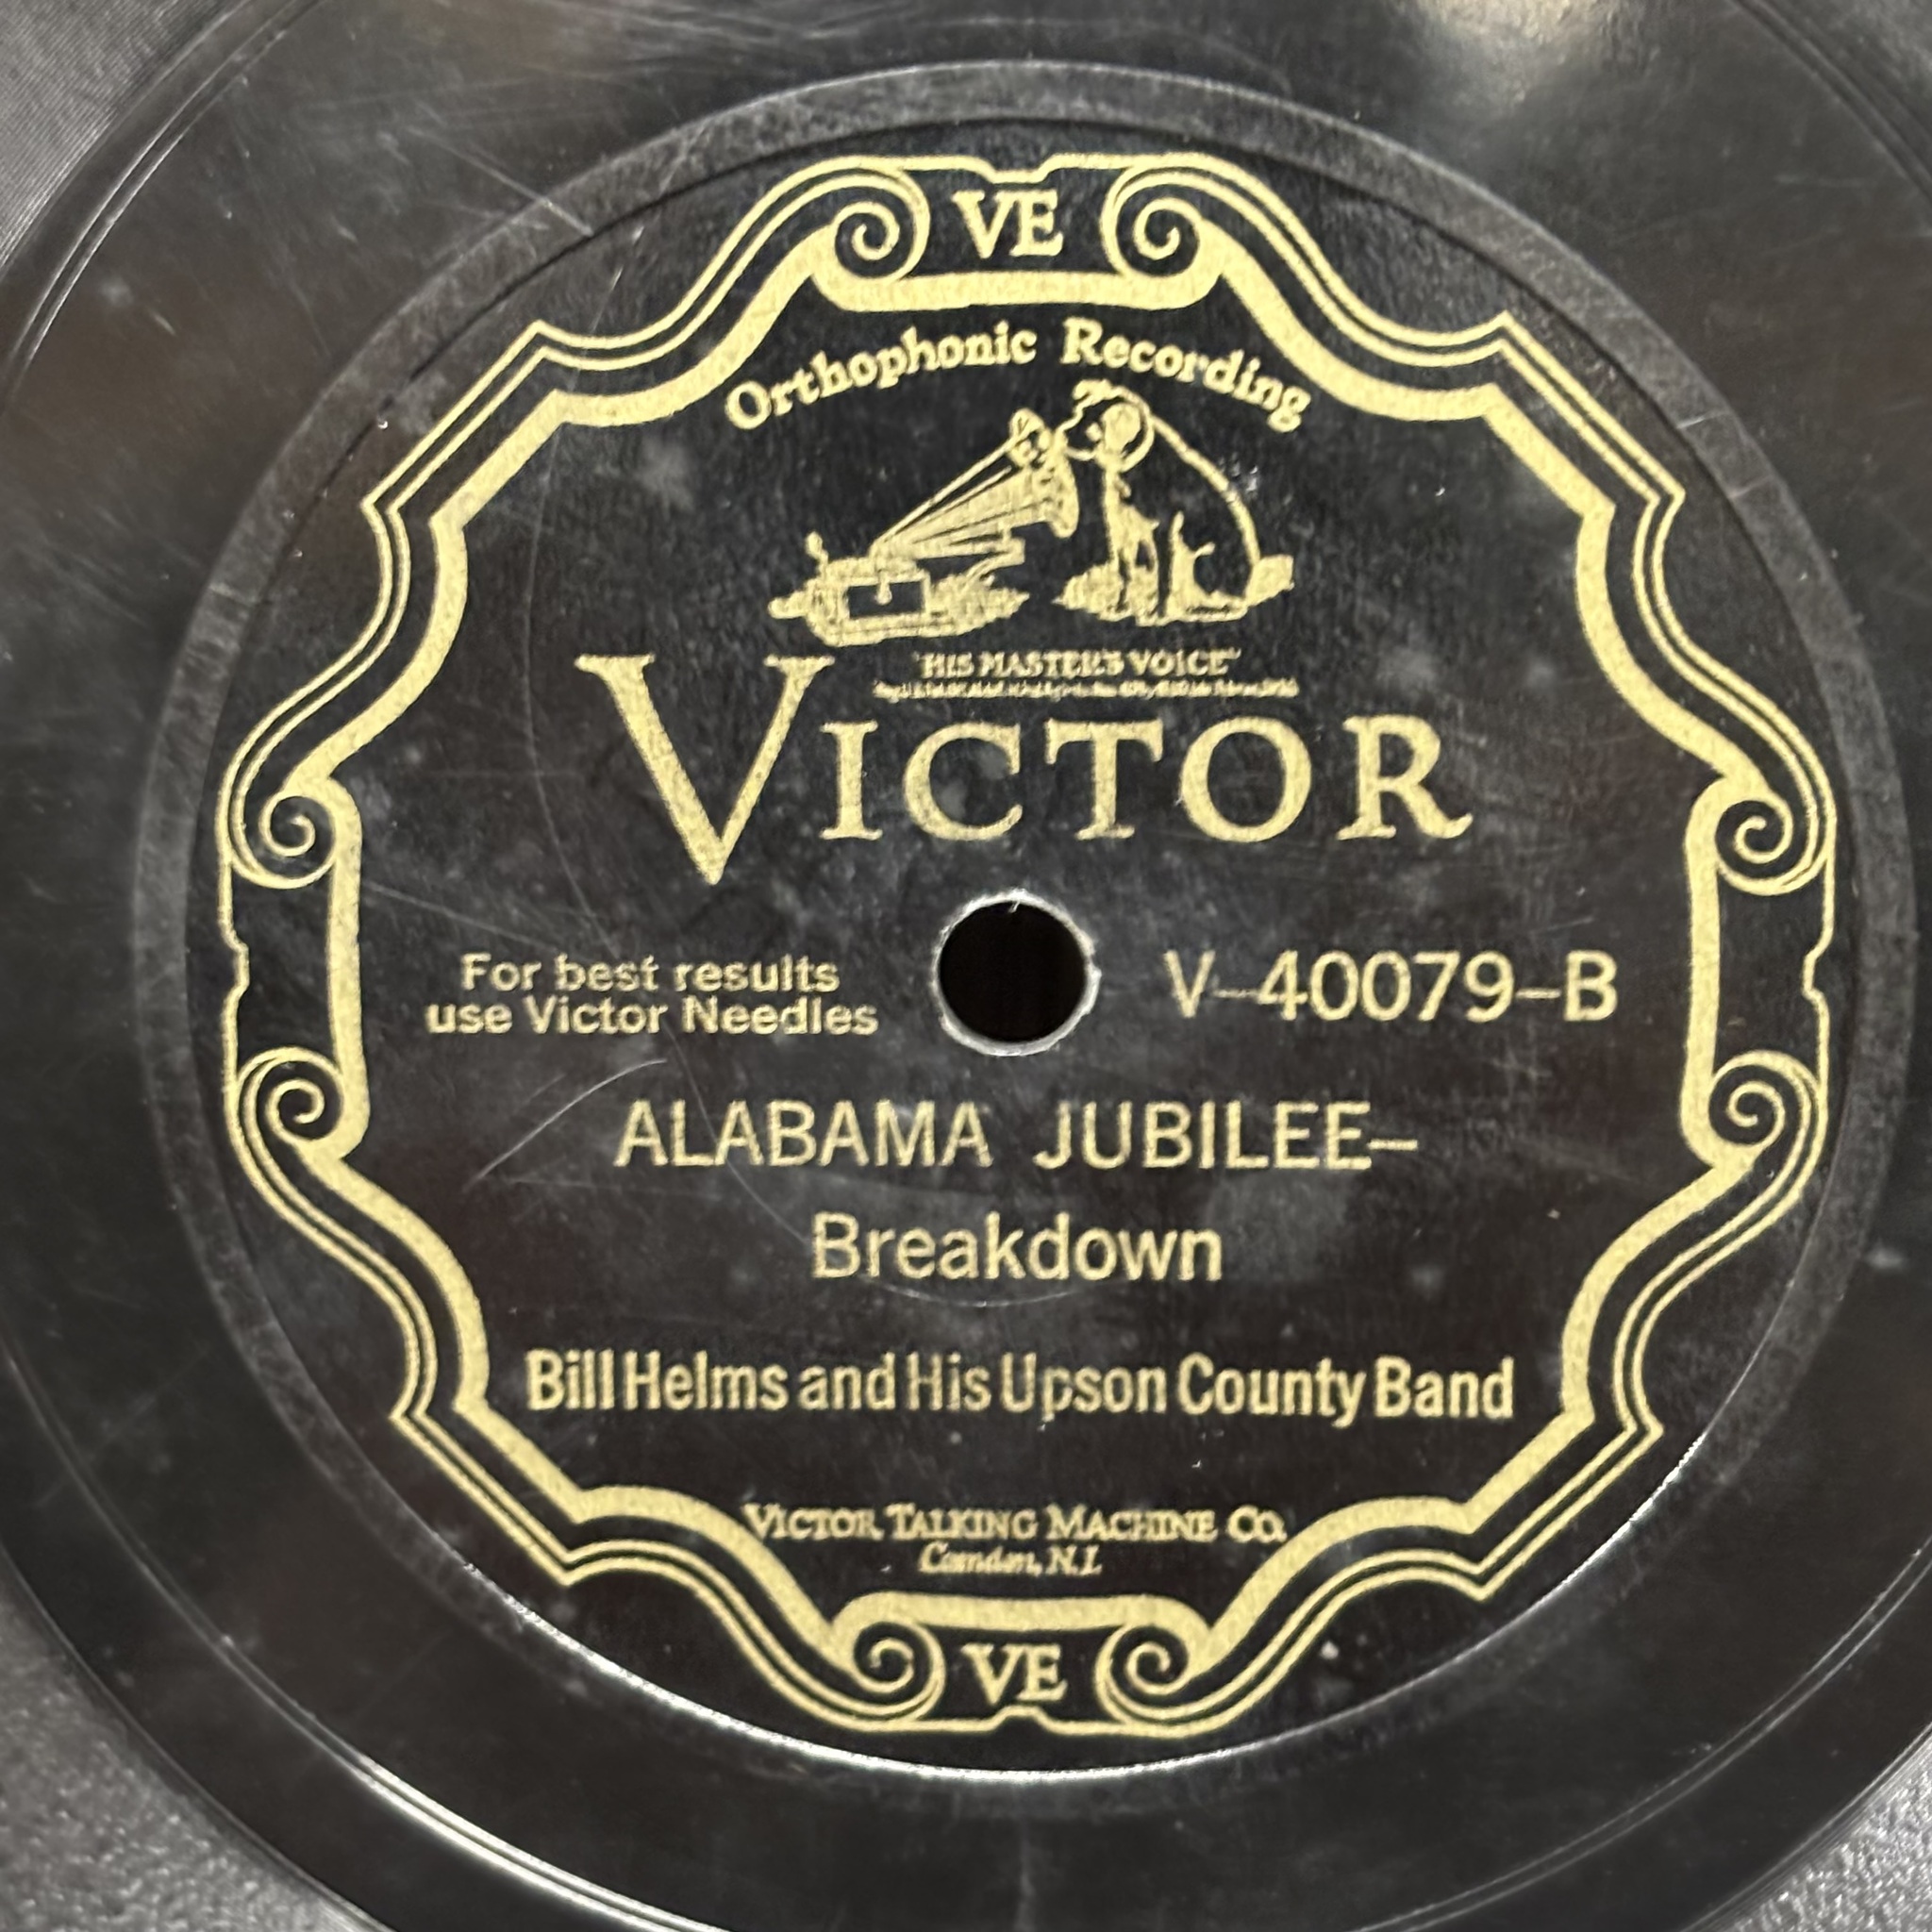 VE
Orthophonic Recording
"HIS MASTER'S VOICE"
VICTOR
For best results
use Victor Needles
V-40079-B
ALABAMA JUBILEE—
Breakdown
Bill Helms and His Upson County Band
VICTOR TALKING MACHINE CO.
Camden, N.J.
VE